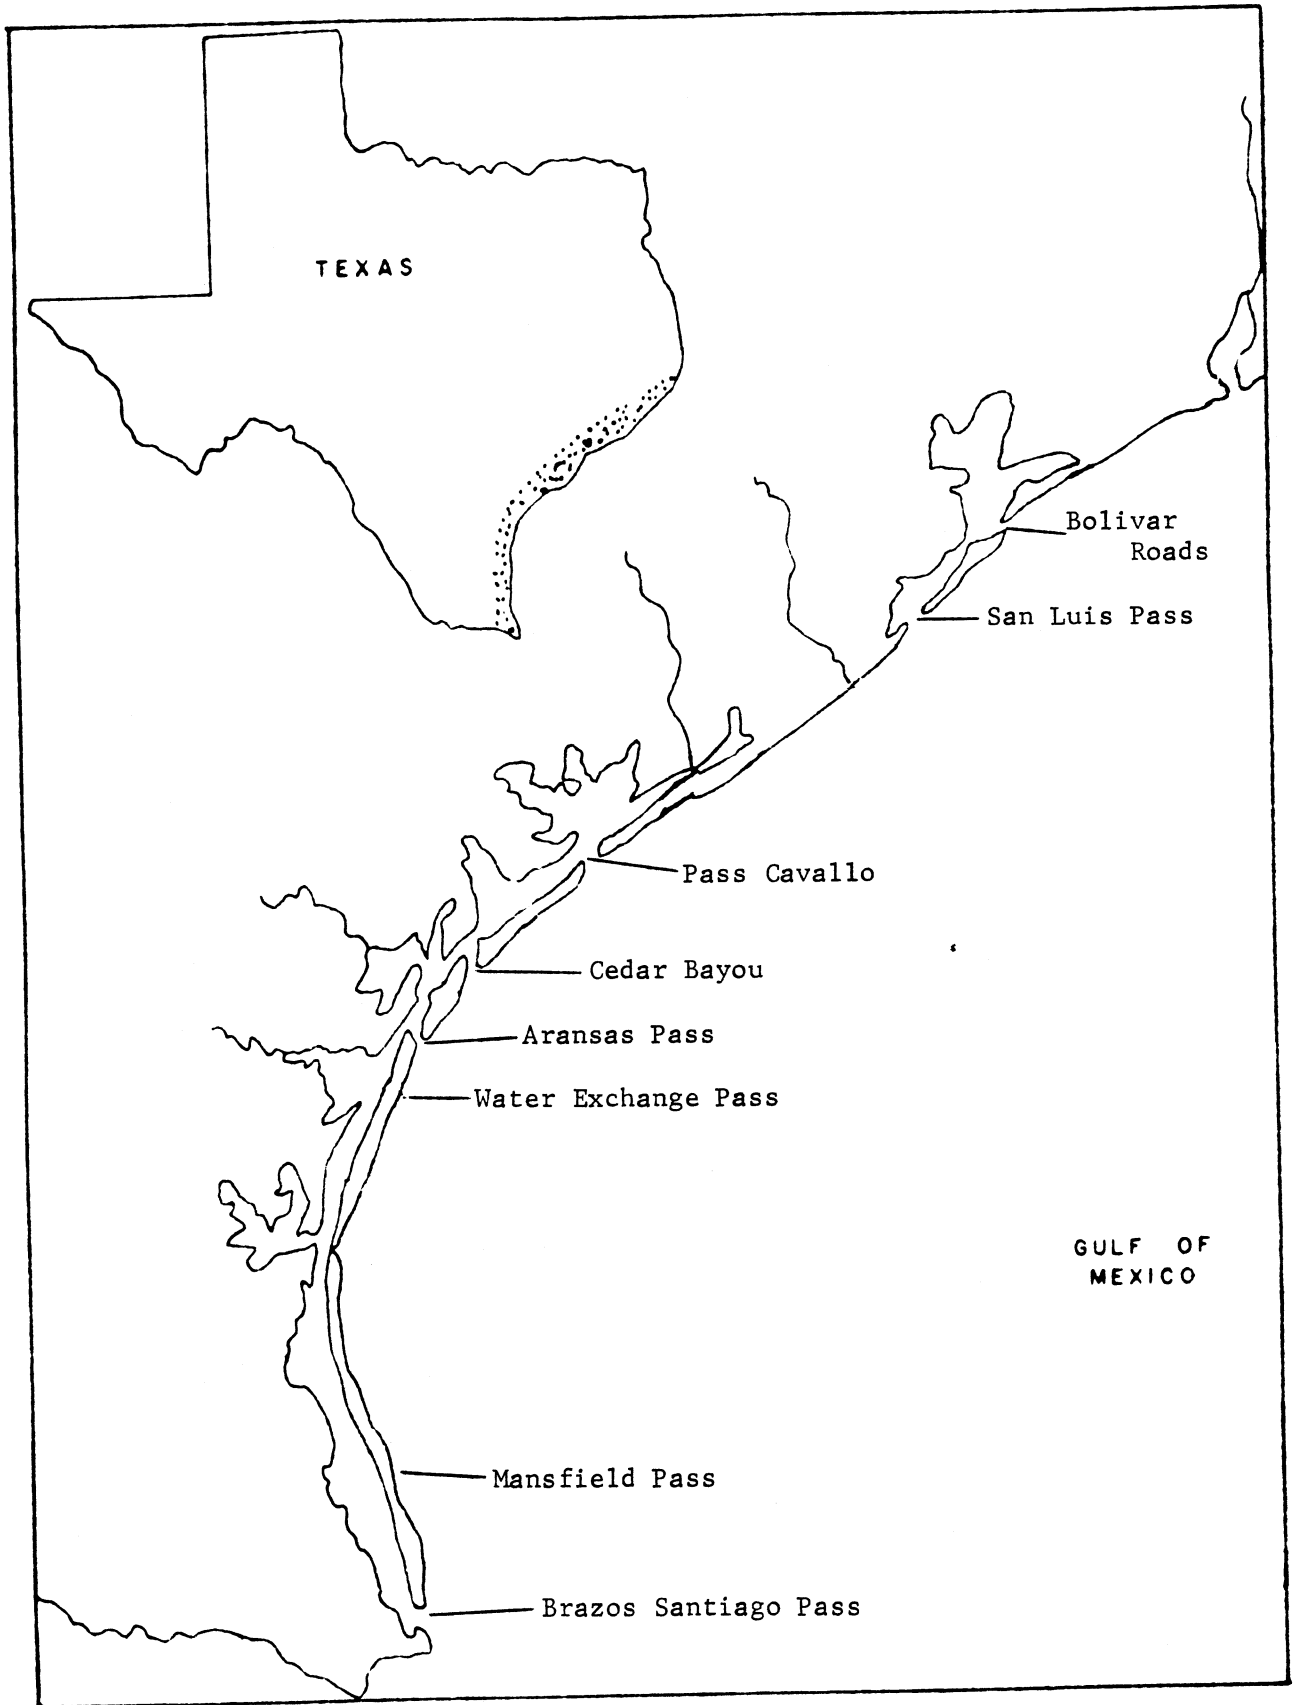 TEXAS
Bolivar
Roads
San Luis Pass
Pass Cavallo
Cedar Bayou
Aransas Pass
Water Exchange Pass
GULF OF
MEXICO
Mansfield Pass
Brazos Santiago Pass